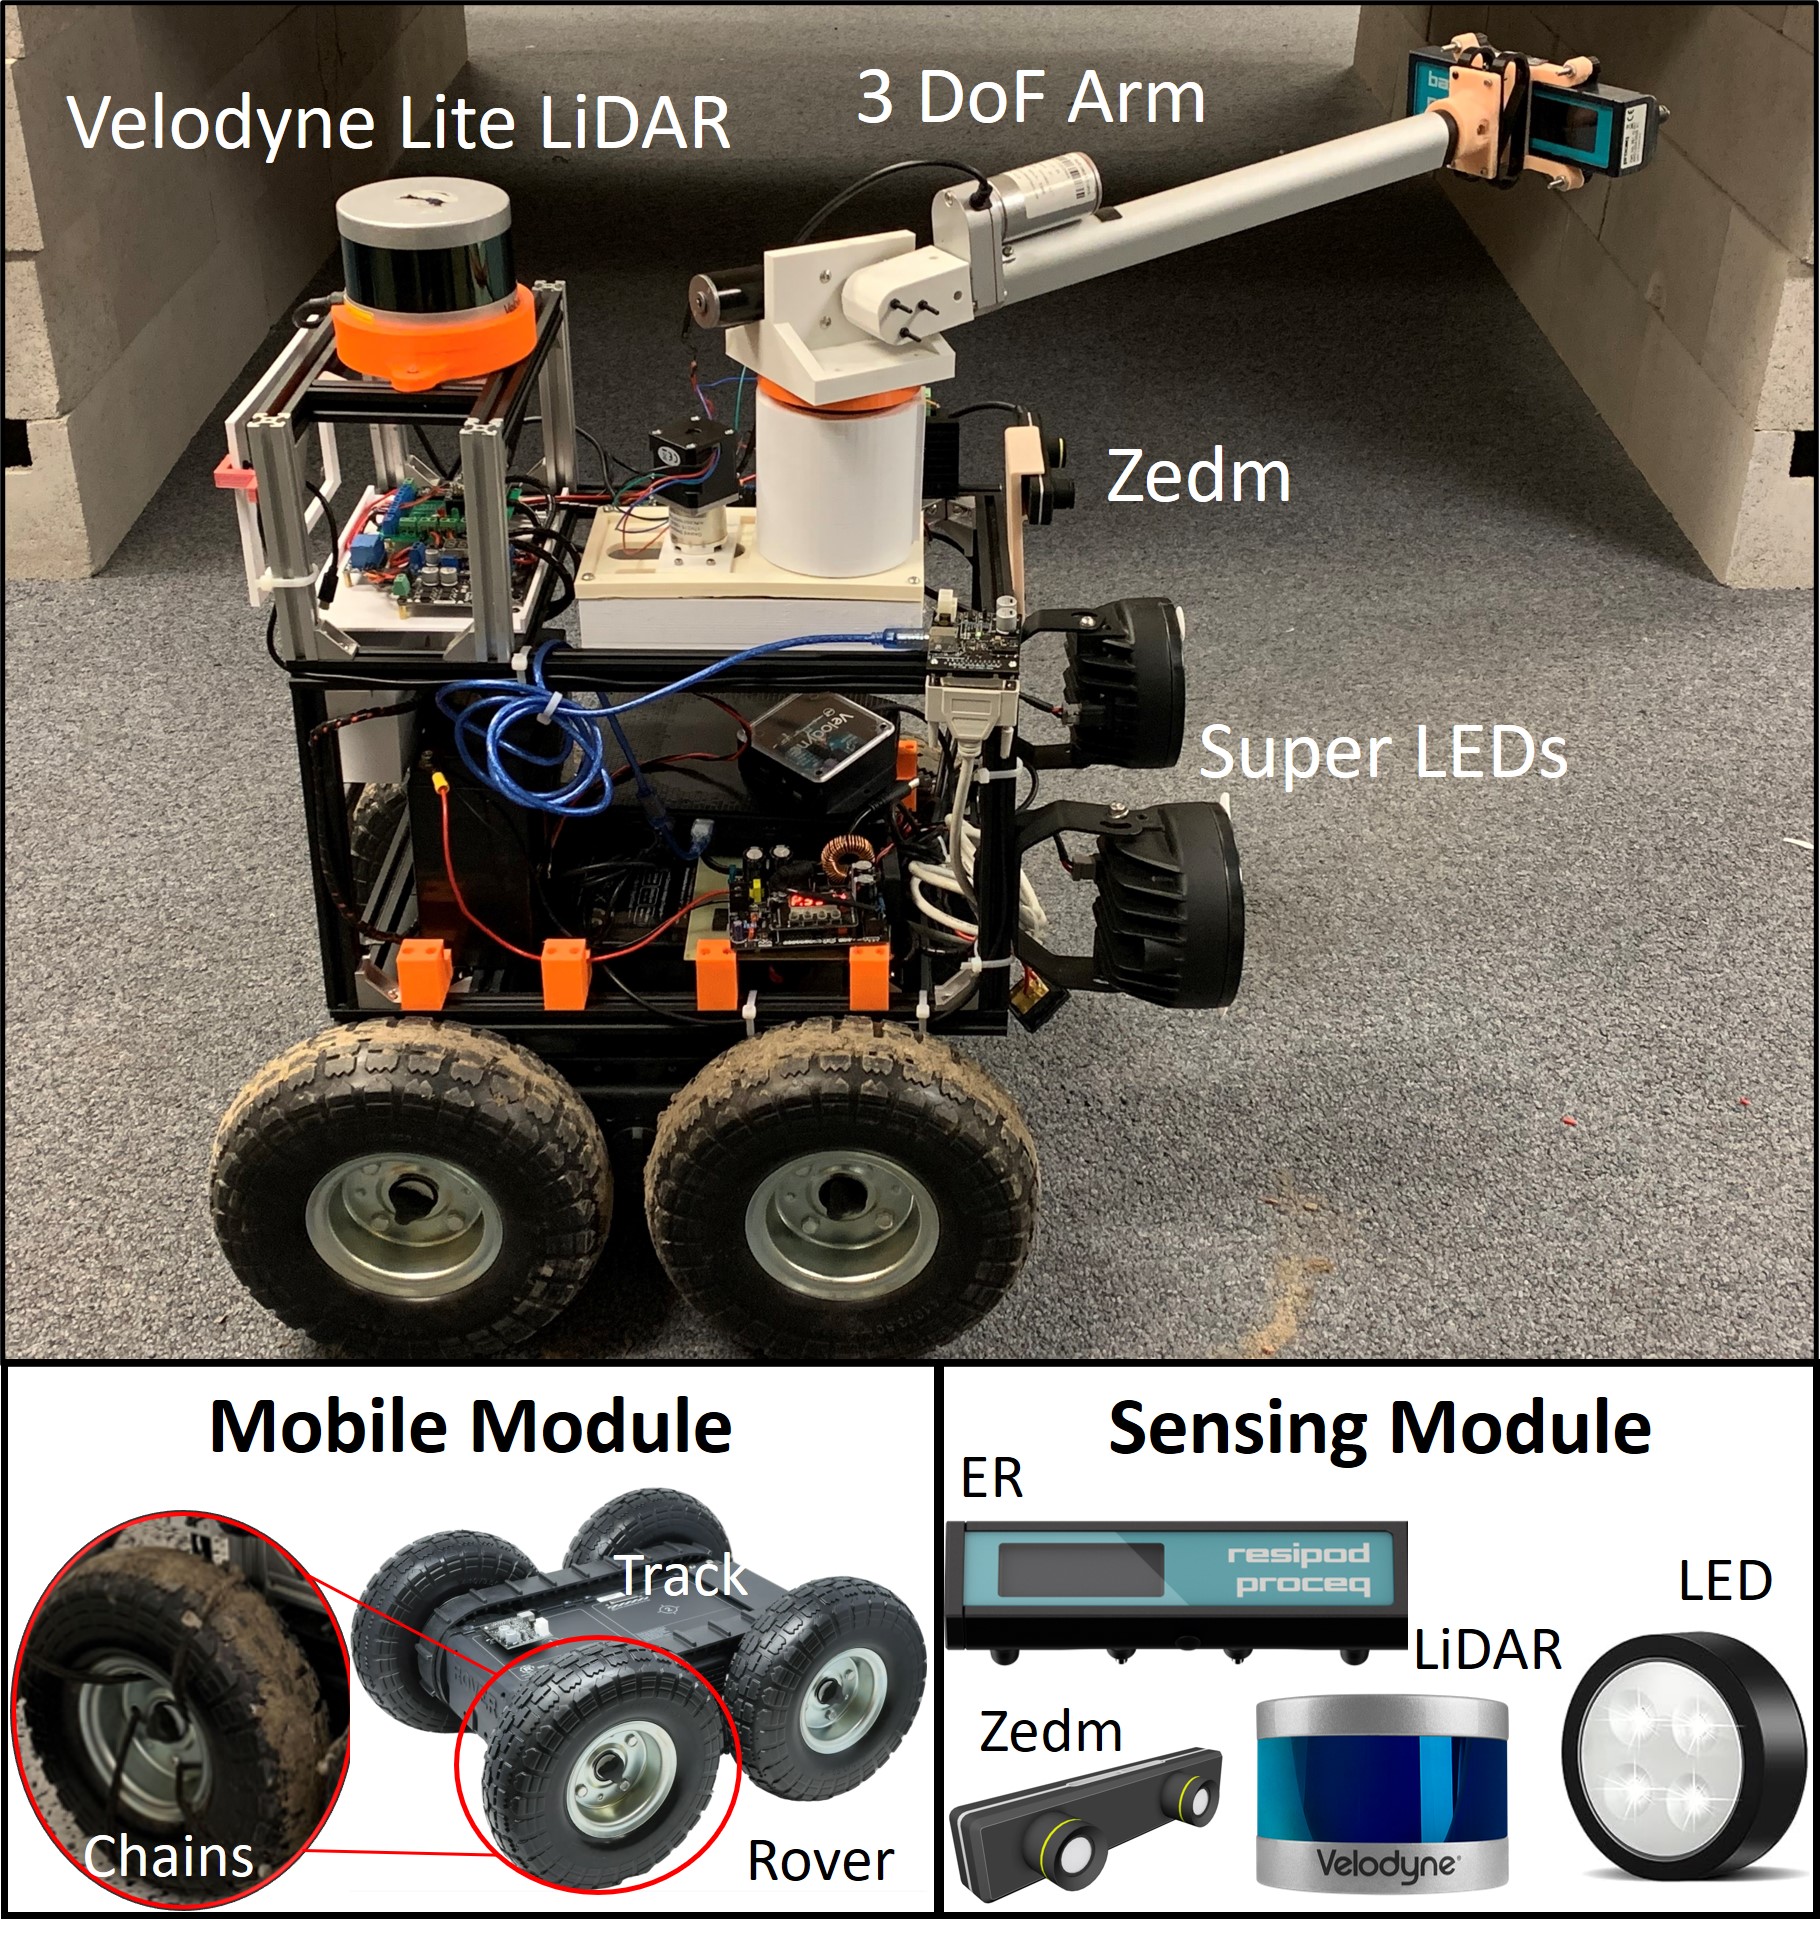 Velodyne Lite LiDAR
3 DoF Arm
Zedm
Velodyne
Super LEDs
Mobile Module
Track
Chains
Rover
Sensing Module
ER
resipod
proceq
LED
LiDAR
Zedm
Velodyne